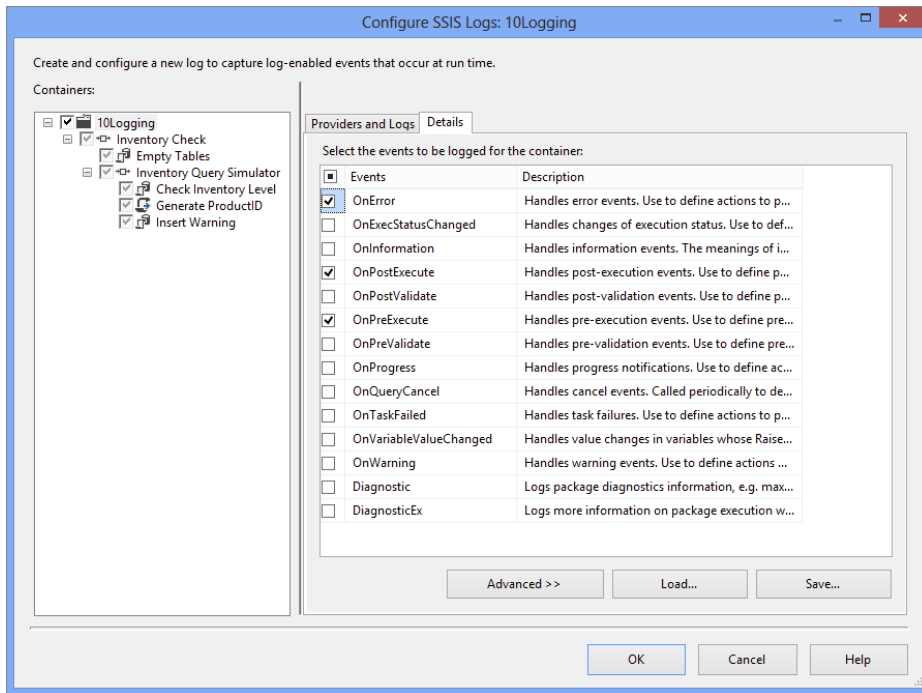 Configure SSIS Logs: 10Logging
Create and configure a new log to capture log-enabled events that occur at run time.
Containers:
10Logging
Inventory Check
Empty Tables
Inventory Query Simulator
Check Inventory Level
Generate ProductID
Insert Warning
Providers and Logs Details
Select the events to be logged for the container:
Events Description
OnError Handles error events. Use to define actions to p...
OnExecStatusChanged Handles changes of execution status. Use to def...
OnInformation Handles information events. The meanings of i...
OnPostExecute Handles post-execution events. Use to define p...
OnPostValidate Handles post-validation events. Use to define p...
OnPreExecute Handles pre-execution events. Use to define pre...
OnPreValidate Handles pre-validation events. Use to define pre...
OnProgress Handles progress notifications. Use to define ac...
OnQueryCancel Handles cancel events. Called periodically to de...
OnTaskFailed Handles task failures. Use to define actions to p...
OnVariableValueChanged Handles value changes in variables whose Raise...
OnWarning Handles warning events. Use to define actions ...
Diagnostic Logs package diagnostics information, e.g. max...
DiagnosticEx Logs more information on package execution w...
Advanced >> Load... Save...
OK Cancel Help